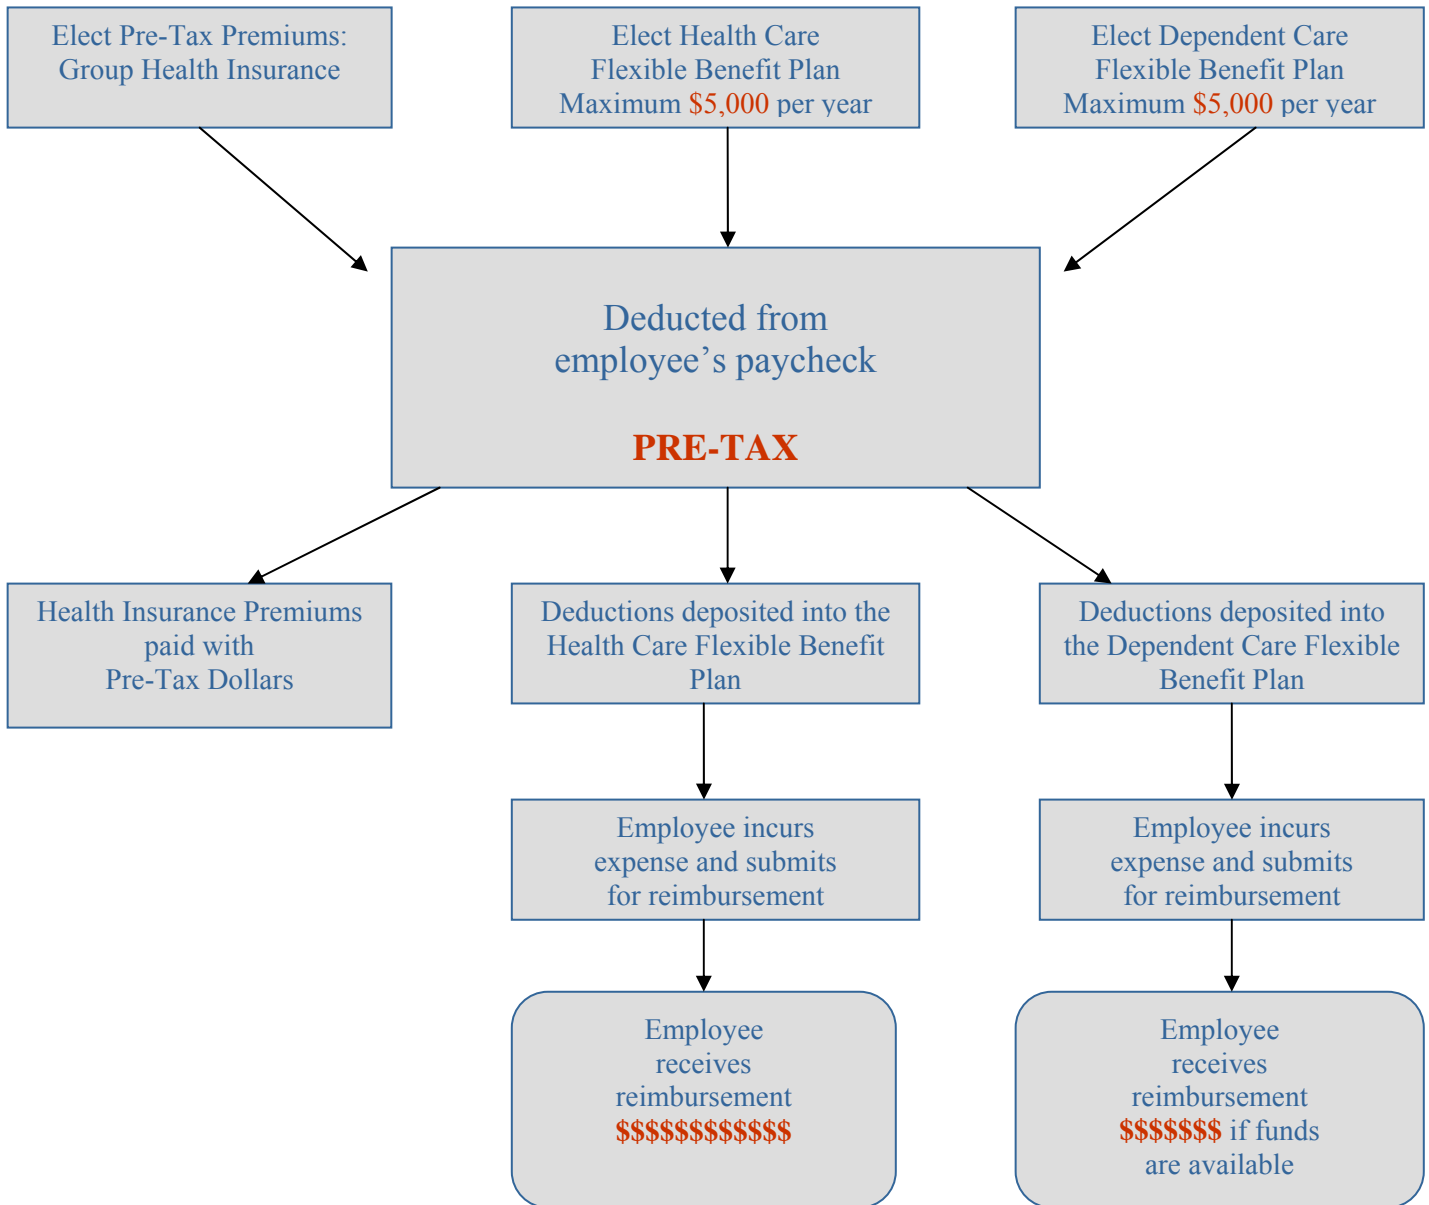 Elect Pre-Tax Premiums:
Group Health Insurance
Elect Health Care
Flexible Benefit Plan
Maximum $5,000 per year
Elect Dependent Care
Flexible Benefit Plan
Maximum $5,000 per year
Deducted from
employee’s paycheck
PRE-TAX
Health Insurance Premiums
paid with
Pre-Tax Dollars
Deductions deposited into the
Health Care Flexible Benefit
Plan
Deductions deposited into
the Dependent Care Flexible
Benefit Plan
Employee incurs
expense and submits
for reimbursement
Employee incurs
expense and submits
for reimbursement
Employee
receives
reimbursement
$$$$$$$$$$$$
Employee
receives
reimbursement
$$$$$$$ if funds
are available